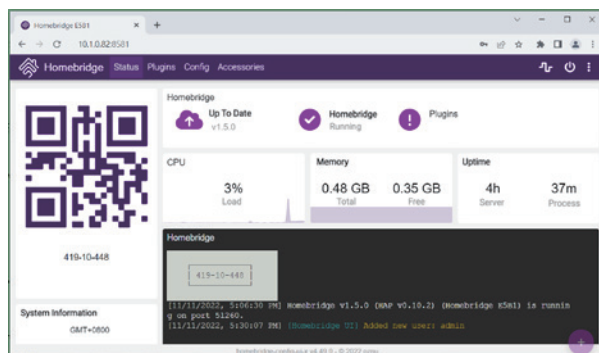 Homebridge E5B1
10.1.0.82:8581
Homebridge Status Plugins Config Accessories
419-10-448
System Information
GMT+0800
Homebridge
Up To Date
v1.5.0
Homebridge
Running
Plugins
CPU
3%
Load
Memory
0.48 GB
Total
0.35 GB
Free
Uptime
4h
Server
37m
Process
Homebridge
419-10-448
[11/11/2022, 5:06:30 PM] Homebridge v1.5.0 (HAP v0.10.2) (Homebridge E5B1) is runnin
g on port 51260.
[11/11/2022, 5:30:07 PM] [Homebridge UI] Added new user: admin